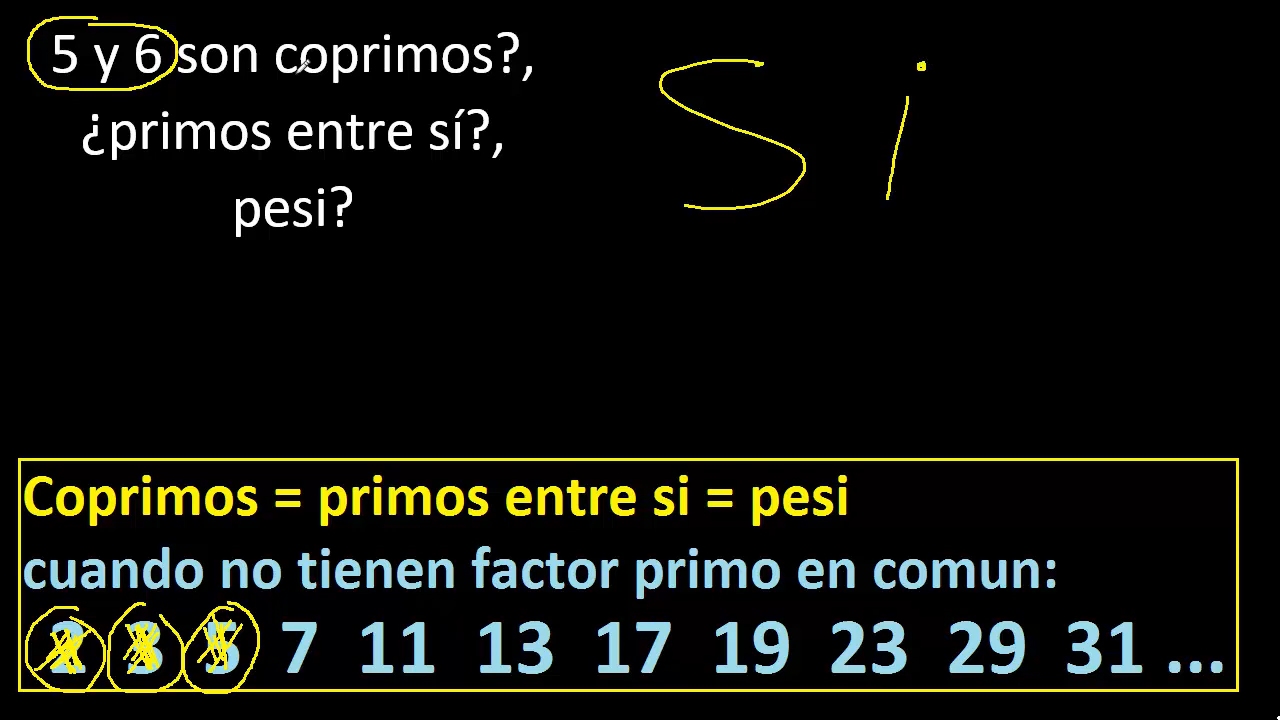 5 y 6 son coprimos?,
¿primos entre sí?,
pesi?
Si
Coprimos = primos entre si = pesi
cuando no tienen factor primo en comun:
2 3 5 7 11 13 17 19 23 29 31 ...